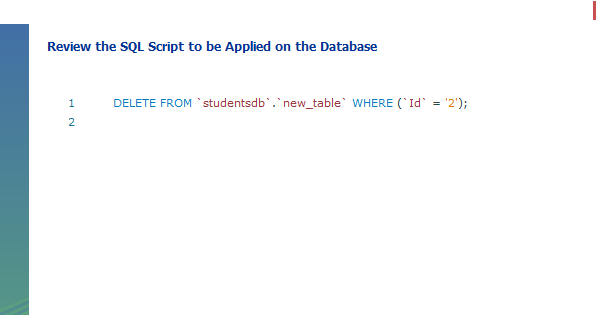 Review the SQL Script to be Applied on the Database
1 DELETE FROM `studentsdb`.`new_table` WHERE (`Id` = '2');
2